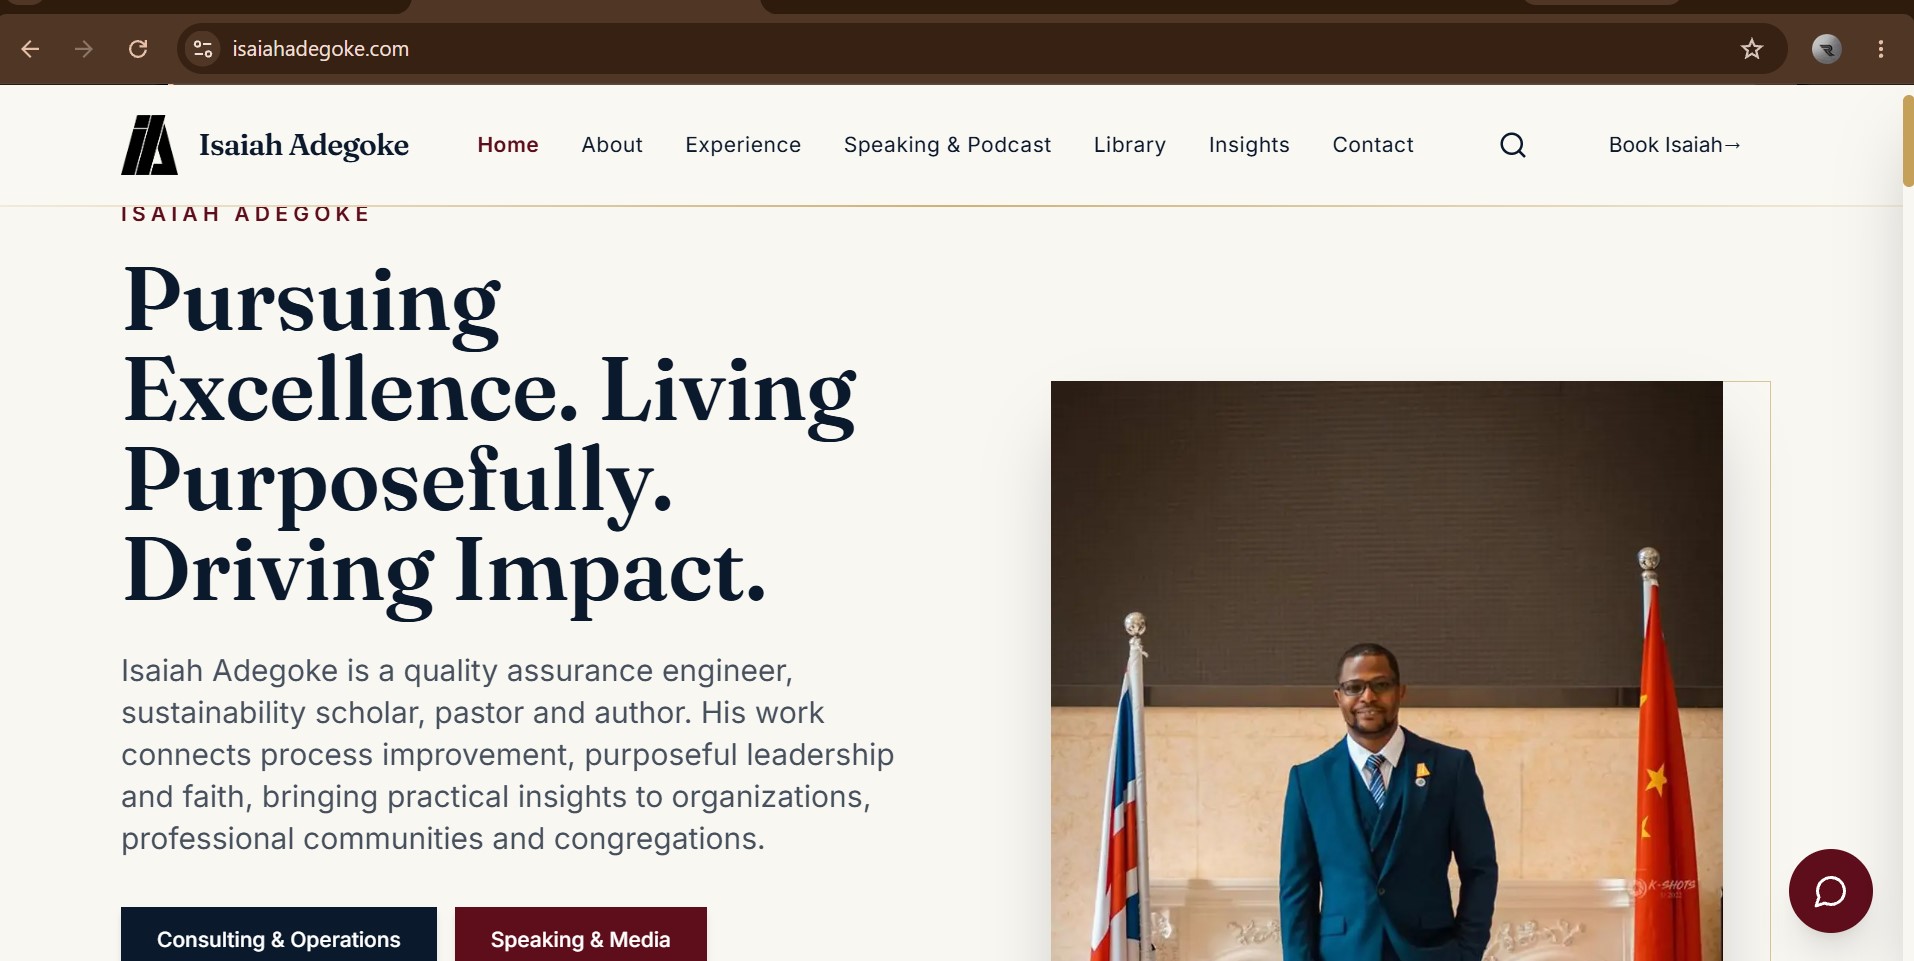 isaiahadegoke.com
Isaiah Adegoke
Home
About
Experience
Speaking & Podcast
Library
Insights
Contact
Book Isaiah→
ISAIAH ADEGOKE
Pursuing
Excellence. Living
Purposefully.
Driving Impact.
Isaiah Adegoke is a quality assurance engineer,
sustainability scholar, pastor and author. His work
connects process improvement, purposeful leadership
and faith, bringing practical insights to organizations,
professional communities and congregations.
Consulting & Operations
Speaking & Media
K-SHOTS